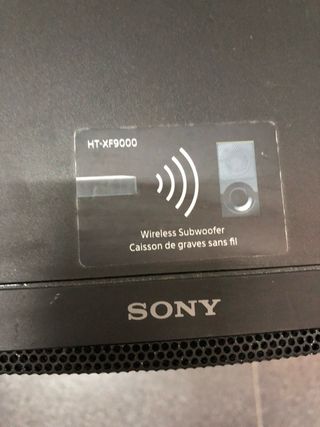 HT-XF9000
Wireless Subwoofer
Caisson de graves sans fil
SONY